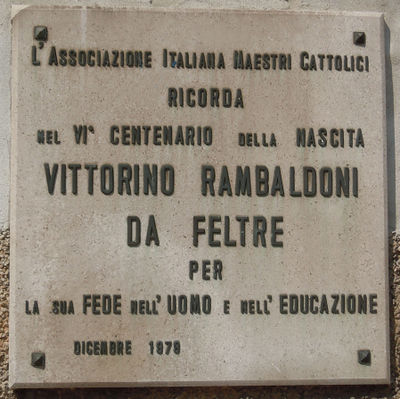 L'ASSOCIAZIONE ITALIANA MAESTRI CATTOLICI
RICORDA
NEL VI° CENTENARIO DELLA NASCITA
VITTORINO RAMBALDONI
DA FELTRE
PER
LA SUA FEDE NELL'UOMO E NELL'EDUCAZIONE
DICEMBRE 1979